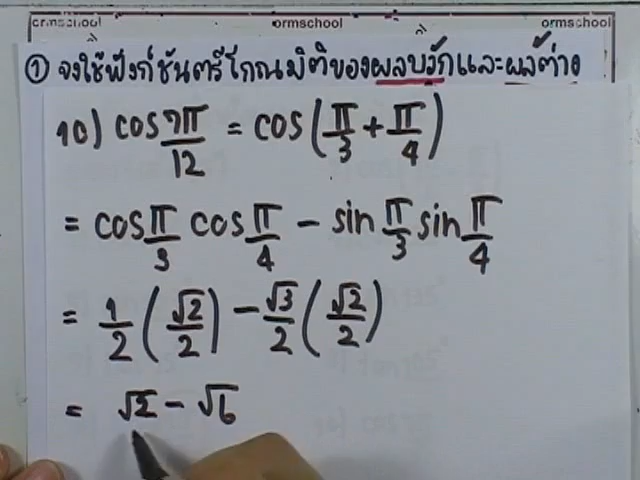 ormschool ormschool ormschool
① จงใช้ฟังก์ชันตรีโกณมิติของผลบวกและผลต่าง
10) cos 7π/12 = cos(π/3 + π/4)
= cos π/3 cos π/4 − sin π/3 sin π/4
= 1/2 (√2/2) − √3/2 (√2/2)
= √2 − √6